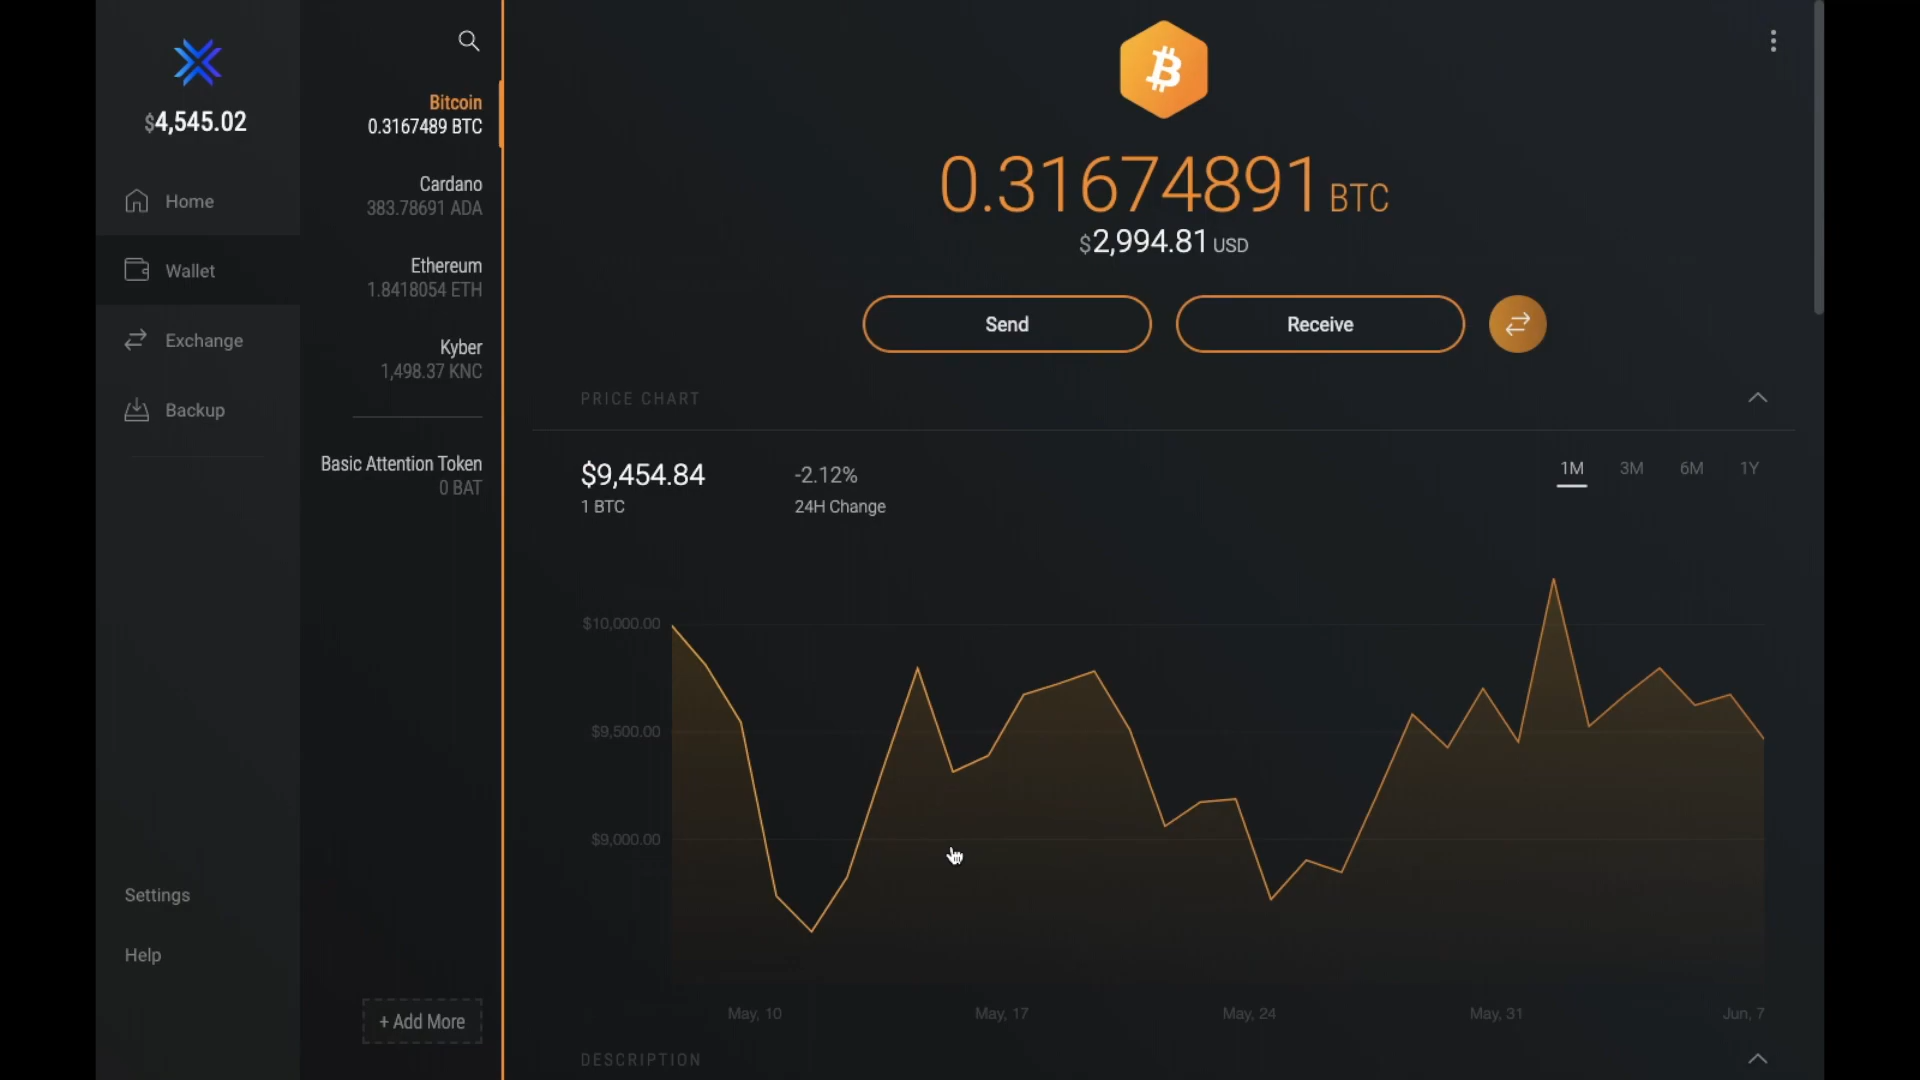 $4,545.02
Home
Wallet
Exchange
Backup
Settings
Help
Bitcoin
0.3167489 BTC
Cardano
383.78691 ADA
Ethereum
1.8418054 ETH
Kyber
1,498.37 KNC
Basic Attention Token
0 BAT
+ Add More
0.31674891 BTC
$2,994.81 USD
Send
Receive
PRICE CHART
$9,454.84
1 BTC
-2.12%
24H Change
1M 3M 6M 1Y
$10,000.00
$9,500.00
$9,000.00
May, 10 May, 17 May, 24 May, 31 Jun, 7
DESCRIPTION